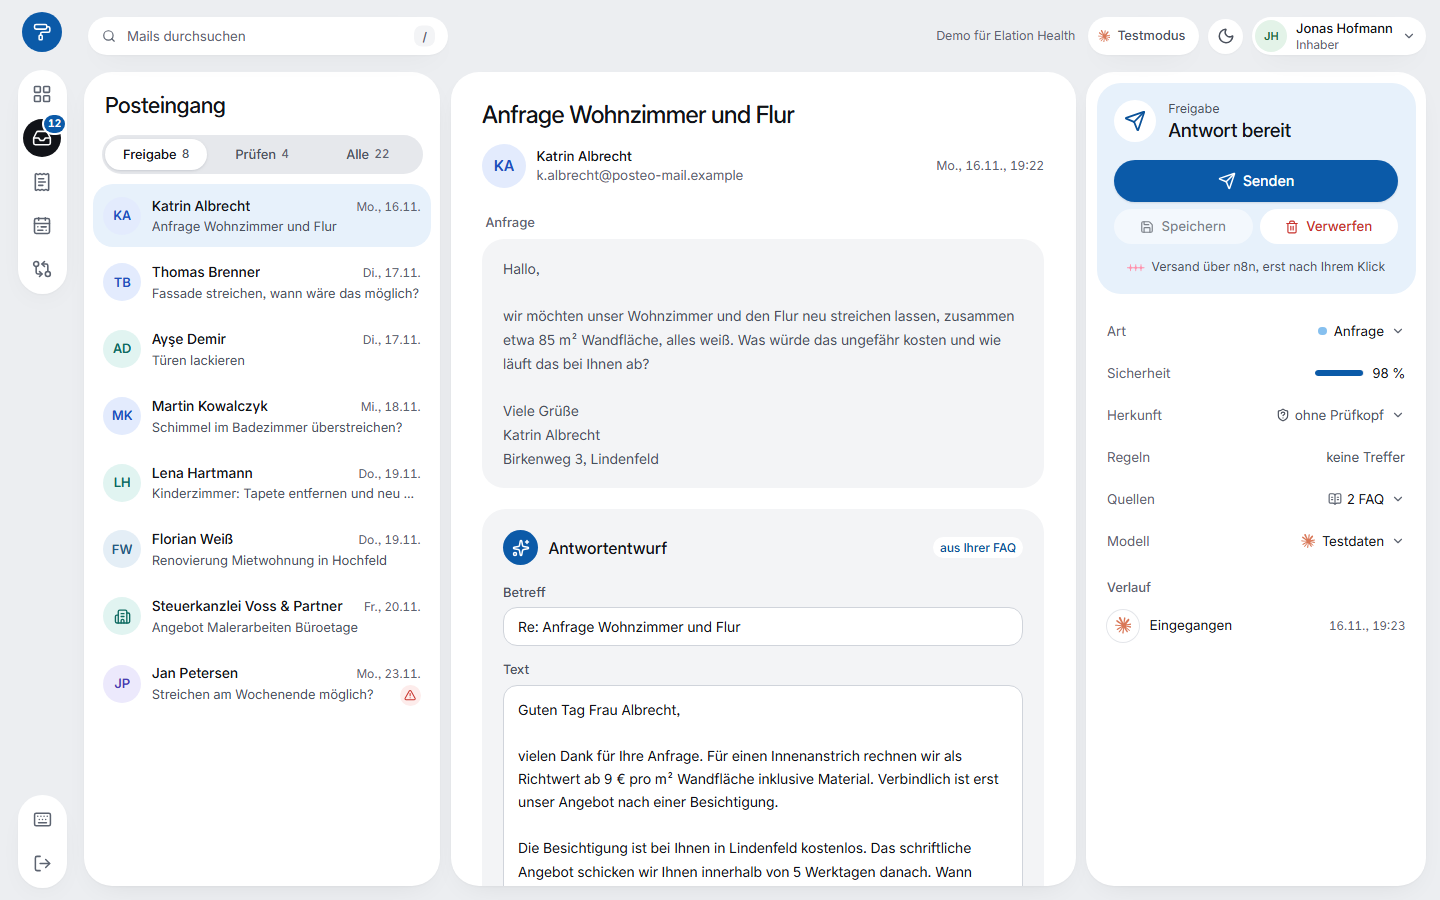 Mails durchsuchen
/
Demo für Elation Health
Testmodus
JH
Jonas Hofmann
Inhaber
12
Posteingang
Freigabe 8
Prüfen 4
Alle 22
KA
Katrin Albrecht
Mo., 16.11.
Anfrage Wohnzimmer und Flur
TB
Thomas Brenner
Di., 17.11.
Fassade streichen, wann wäre das möglich?
AD
Ayşe Demir
Di., 17.11.
Türen lackieren
MK
Martin Kowalczyk
Mi., 18.11.
Schimmel im Badezimmer überstreichen?
LH
Lena Hartmann
Do., 19.11.
Kinderzimmer: Tapete entfernen und neu ...
FW
Florian Weiß
Do., 19.11.
Renovierung Mietwohnung in Hochfeld
Steuerkanzlei Voss & Partner
Fr., 20.11.
Angebot Malerarbeiten Büroetage
JP
Jan Petersen
Mo., 23.11.
Streichen am Wochenende möglich?
Anfrage Wohnzimmer und Flur
KA
Katrin Albrecht
k.albrecht@posteo-mail.example
Mo., 16.11., 19:22
Anfrage
Hallo,
wir möchten unser Wohnzimmer und den Flur neu streichen lassen, zusammen
etwa 85 m² Wandfläche, alles weiß. Was würde das ungefähr kosten und wie
läuft das bei Ihnen ab?
Viele Grüße
Katrin Albrecht
Birkenweg 3, Lindenfeld
Antwortentwurf
aus Ihrer FAQ
Betreff
Re: Anfrage Wohnzimmer und Flur
Text
Guten Tag Frau Albrecht,
vielen Dank für Ihre Anfrage. Für einen Innenanstrich rechnen wir als
Richtwert ab 9 € pro m² Wandfläche inklusive Material. Verbindlich ist erst
unser Angebot nach einer Besichtigung.
Die Besichtigung ist bei Ihnen in Lindenfeld kostenlos. Das schriftliche
Angebot schicken wir Ihnen innerhalb von 5 Werktagen danach. Wann
Freigabe
Antwort bereit
Senden
Speichern
Verwerfen
Versand über n8n, erst nach Ihrem Klick
Art
Anfrage
Sicherheit
98 %
Herkunft
ohne Prüfkopf
Regeln
keine Treffer
Quellen
2 FAQ
Modell
Testdaten
Verlauf
Eingegangen
16.11., 19:23